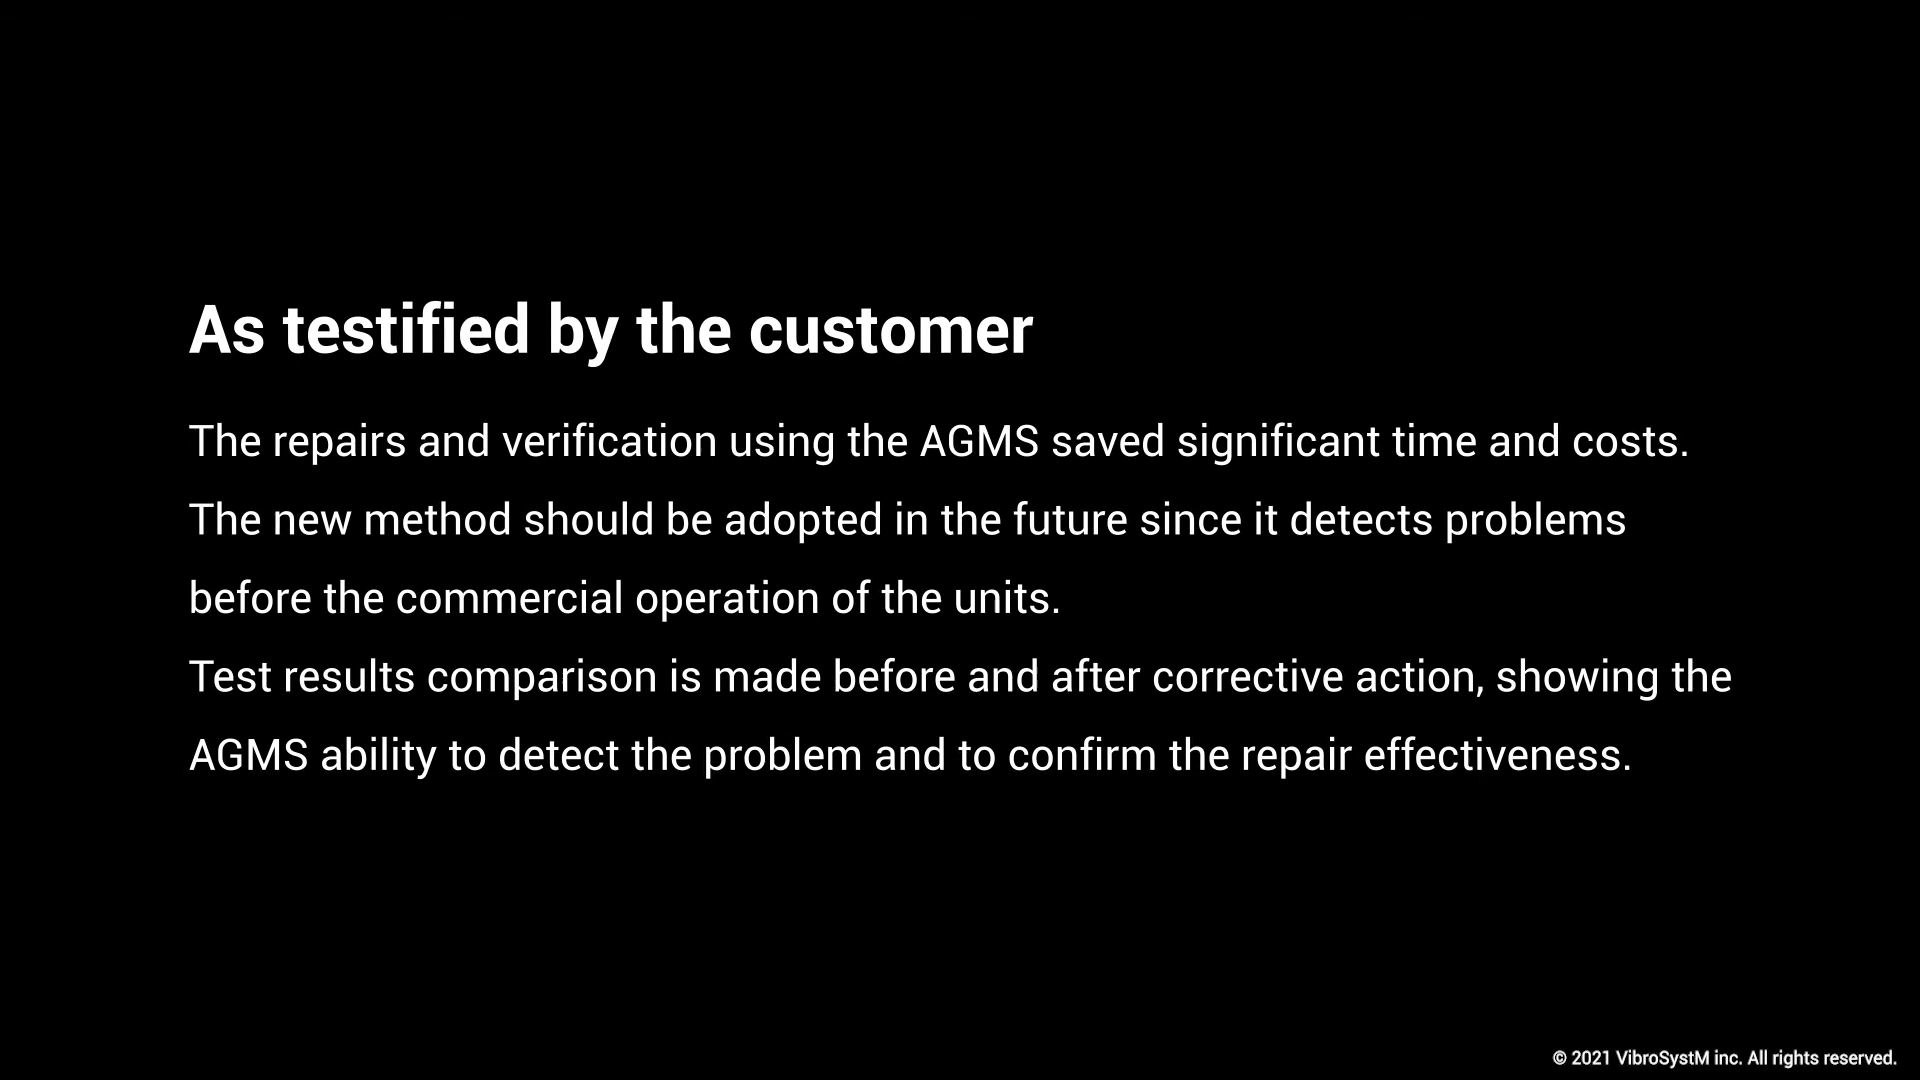 As testified by the customer
The repairs and verification using the AGMS saved significant time and costs.
The new method should be adopted in the future since it detects problems
before the commercial operation of the units.
Test results comparison is made before and after corrective action, showing the
AGMS ability to detect the problem and to confirm the repair effectiveness.
© 2021 VibroSystM inc. All rights reserved.